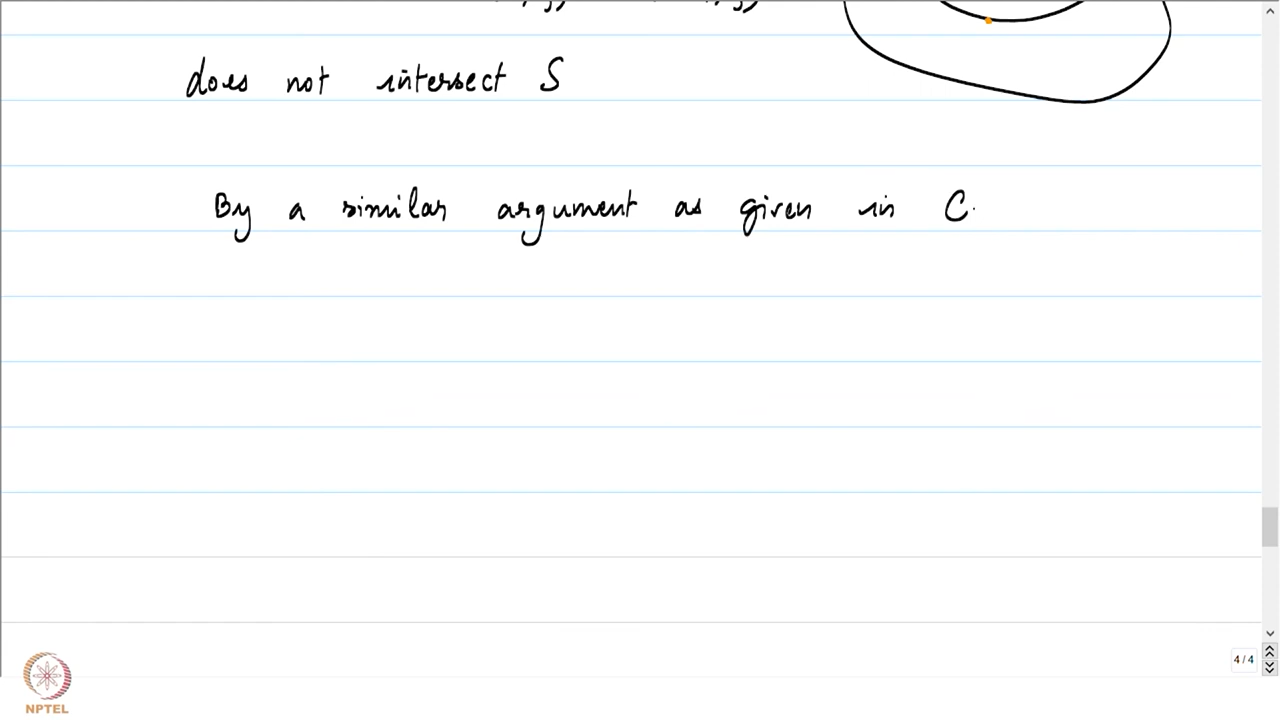 does not intersect S
By a similar argument as given in C.
4 / 4
NPTEL